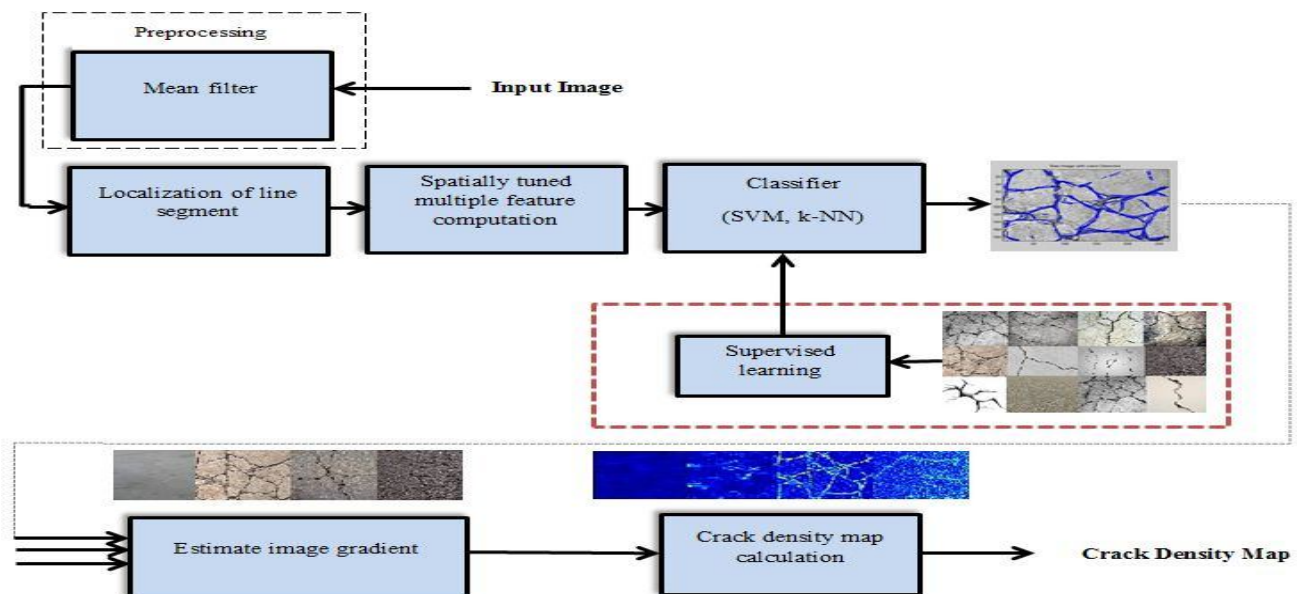 Preprocessing
Mean filter
Input Image
Localization of line
segment
Spatially tuned
multiple feature
computation
Classifier
(SVM, k-NN)
Supervised
learning
Estimate image gradient
Crack density map
calculation
Crack Density Map